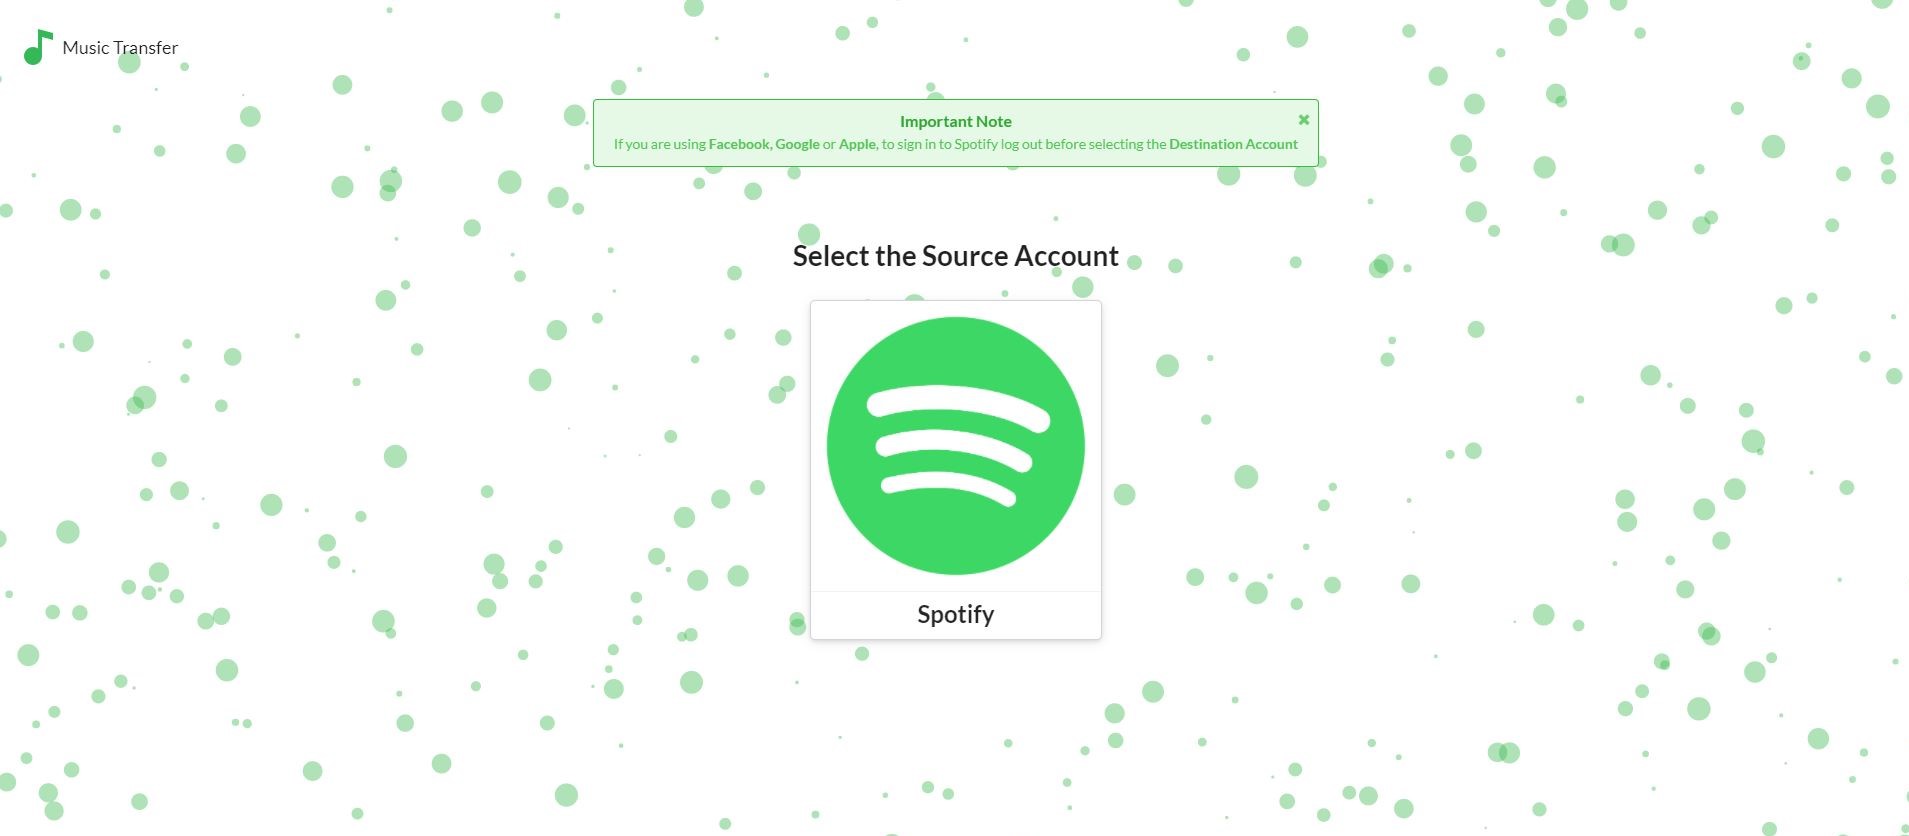 Music Transfer
Important Note
If you are using Facebook, Google or Apple, to sign in to Spotify log out before selecting the Destination Account
Select the Source Account
Spotify